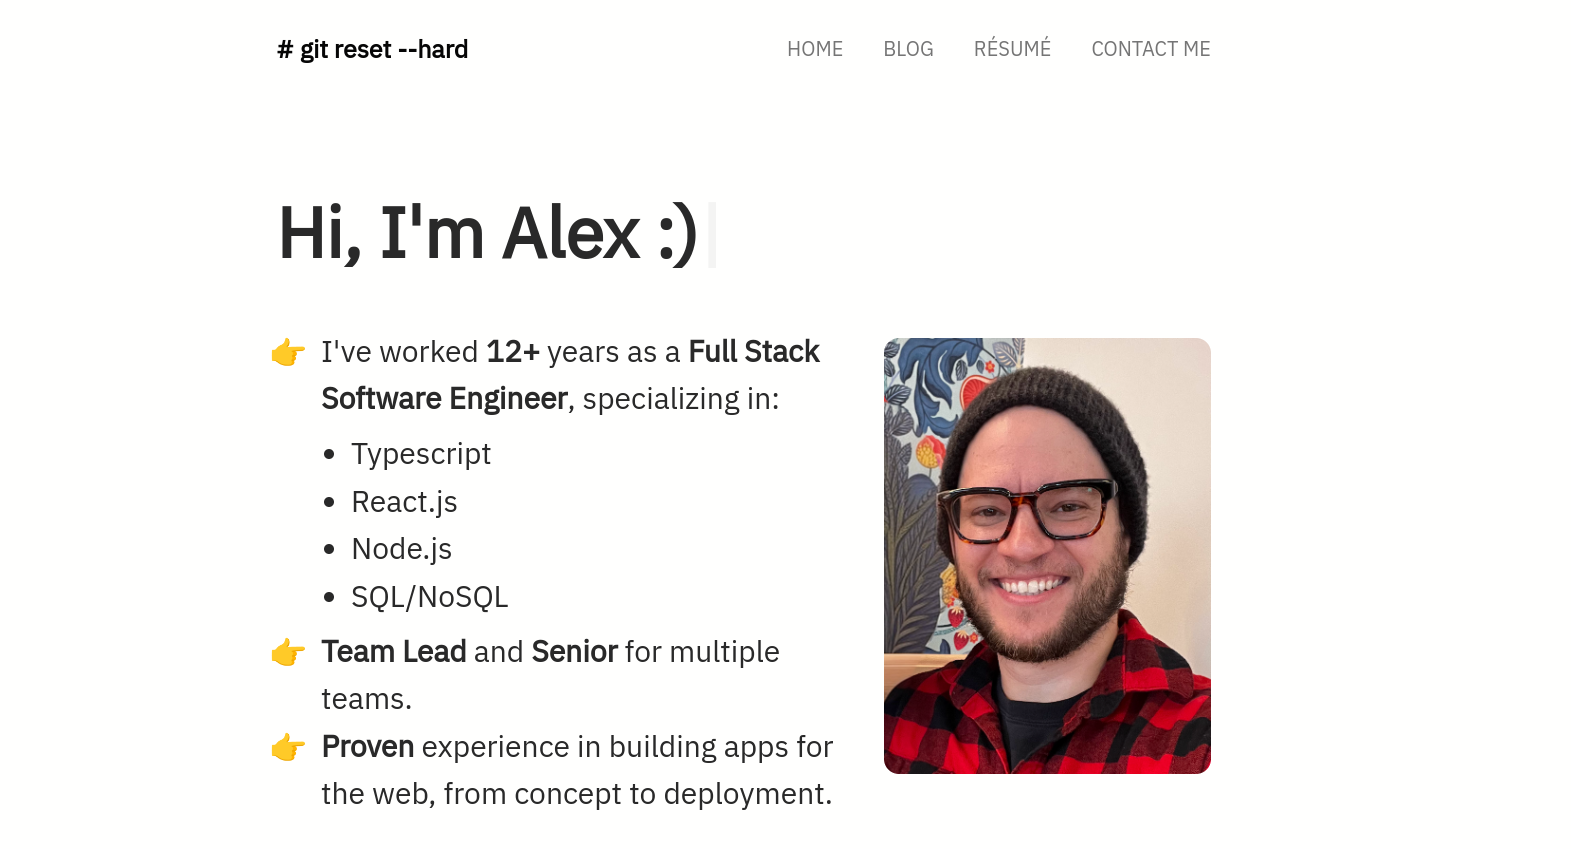 # git reset --hard
HOME BLOG RÉSUMÉ CONTACT ME
Hi, I'm Alex :)
👉 I've worked 12+ years as a Full Stack
Software Engineer, specializing in:
• Typescript
• React.js
• Node.js
• SQL/NoSQL
👉 Team Lead and Senior for multiple
teams.
👉 Proven experience in building apps for
the web, from concept to deployment.